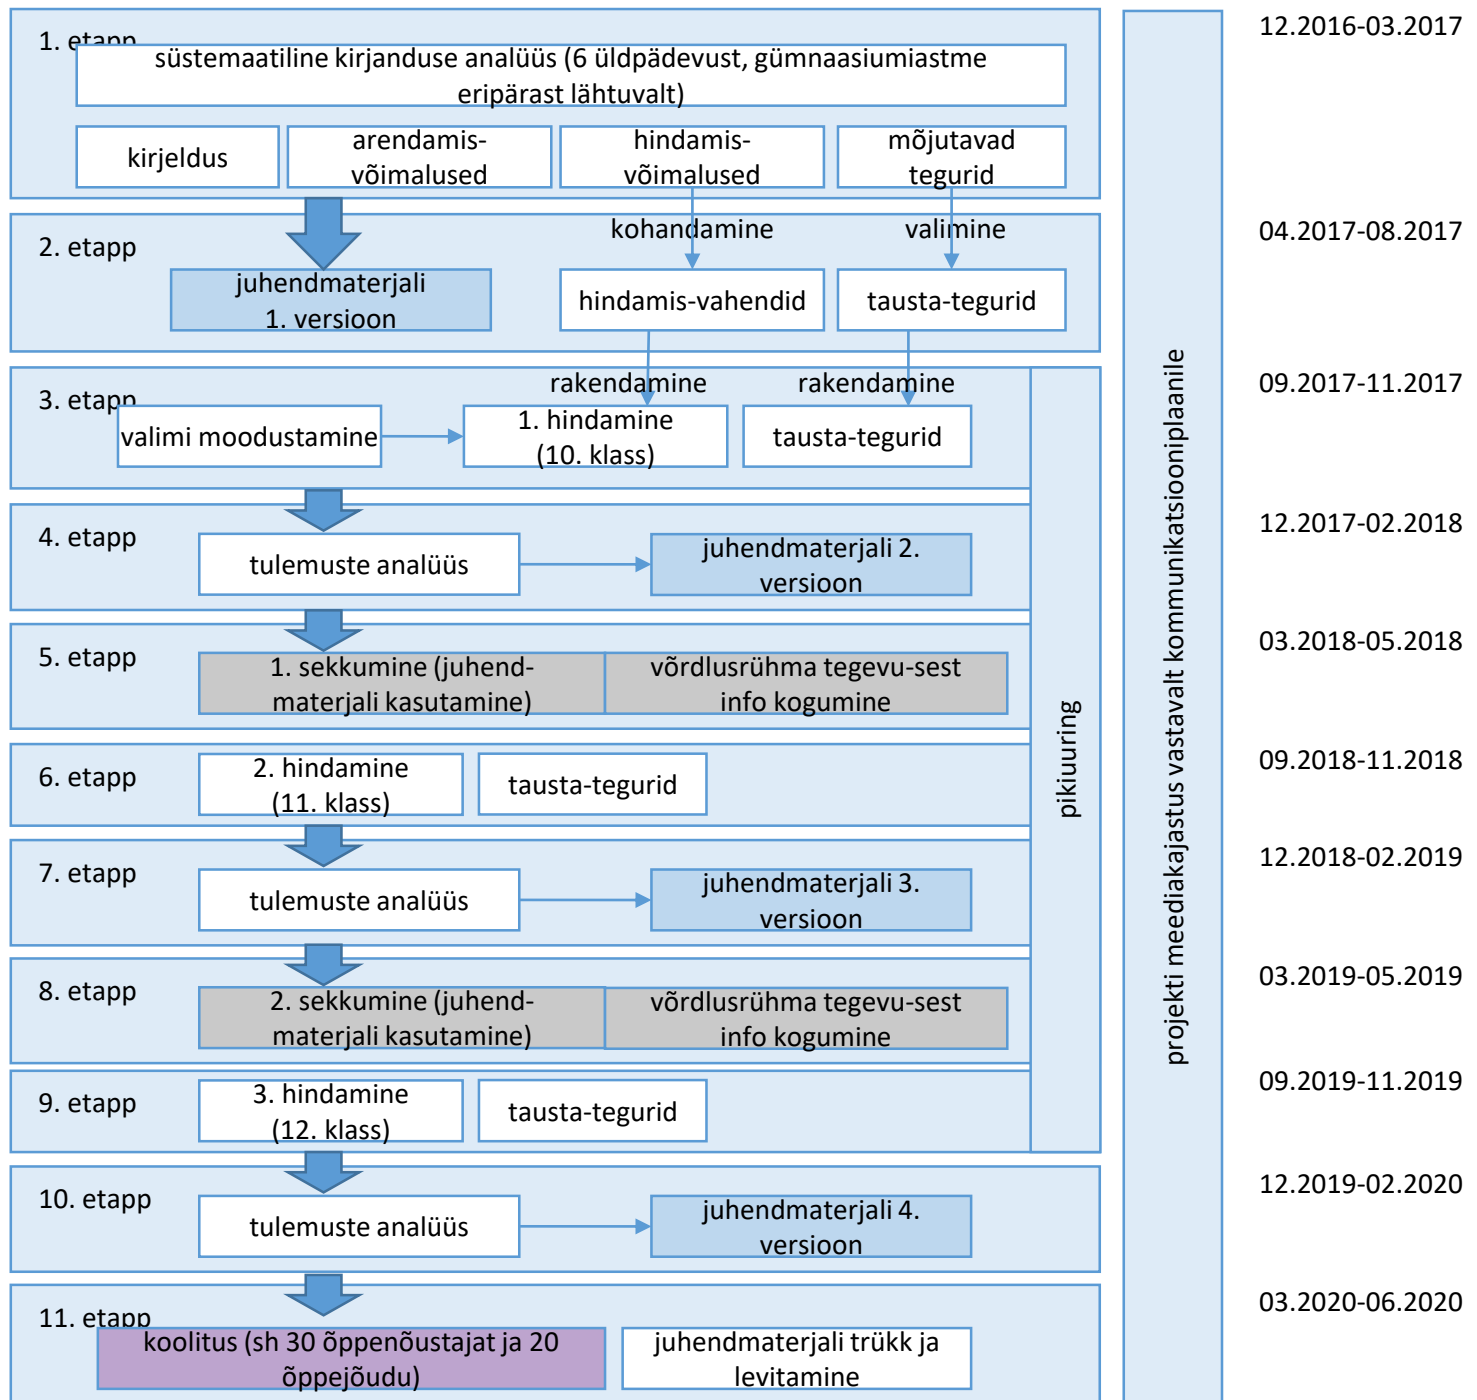 1. etapp
12.2016-03.2017
süstemaatiline kirjanduse analüüs (6 üldpädevust, gümnaasiumiastme
eripärast lähtuvalt)
kirjeldus
arendamis-
võimalused
hindamis-
võimalused
mõjutavad
tegurid
2. etapp
04.2017-08.2017
kohandamine
valimine
juhendmaterjali
1. versioon
hindamis-vahendid
tausta-tegurid
3. etapp
09.2017-11.2017
rakendamine
rakendamine
valimi moodustamine
1. hindamine
(10. klass)
tausta-tegurid
4. etapp
12.2017-02.2018
tulemuste analüüs
juhendmaterjali 2.
versioon
5. etapp
03.2018-05.2018
1. sekkumine (juhend-
materjali kasutamine)
võrdlusrühma tegevu-sest
info kogumine
6. etapp
09.2018-11.2018
2. hindamine
(11. klass)
tausta-tegurid
7. etapp
12.2018-02.2019
tulemuste analüüs
juhendmaterjali 3.
versioon
8. etapp
03.2019-05.2019
2. sekkumine (juhend-
materjali kasutamine)
võrdlusrühma tegevu-sest
info kogumine
9. etapp
09.2019-11.2019
3. hindamine
(12. klass)
tausta-tegurid
pikiuuring
10. etapp
12.2019-02.2020
tulemuste analüüs
juhendmaterjali 4.
versioon
11. etapp
03.2020-06.2020
koolitus (sh 30 õppenõustajat ja 20
õppejõudu)
juhendmaterjali trükk ja
levitamine
projekti meediakajastus vastavalt kommunikatsiooniplaanile